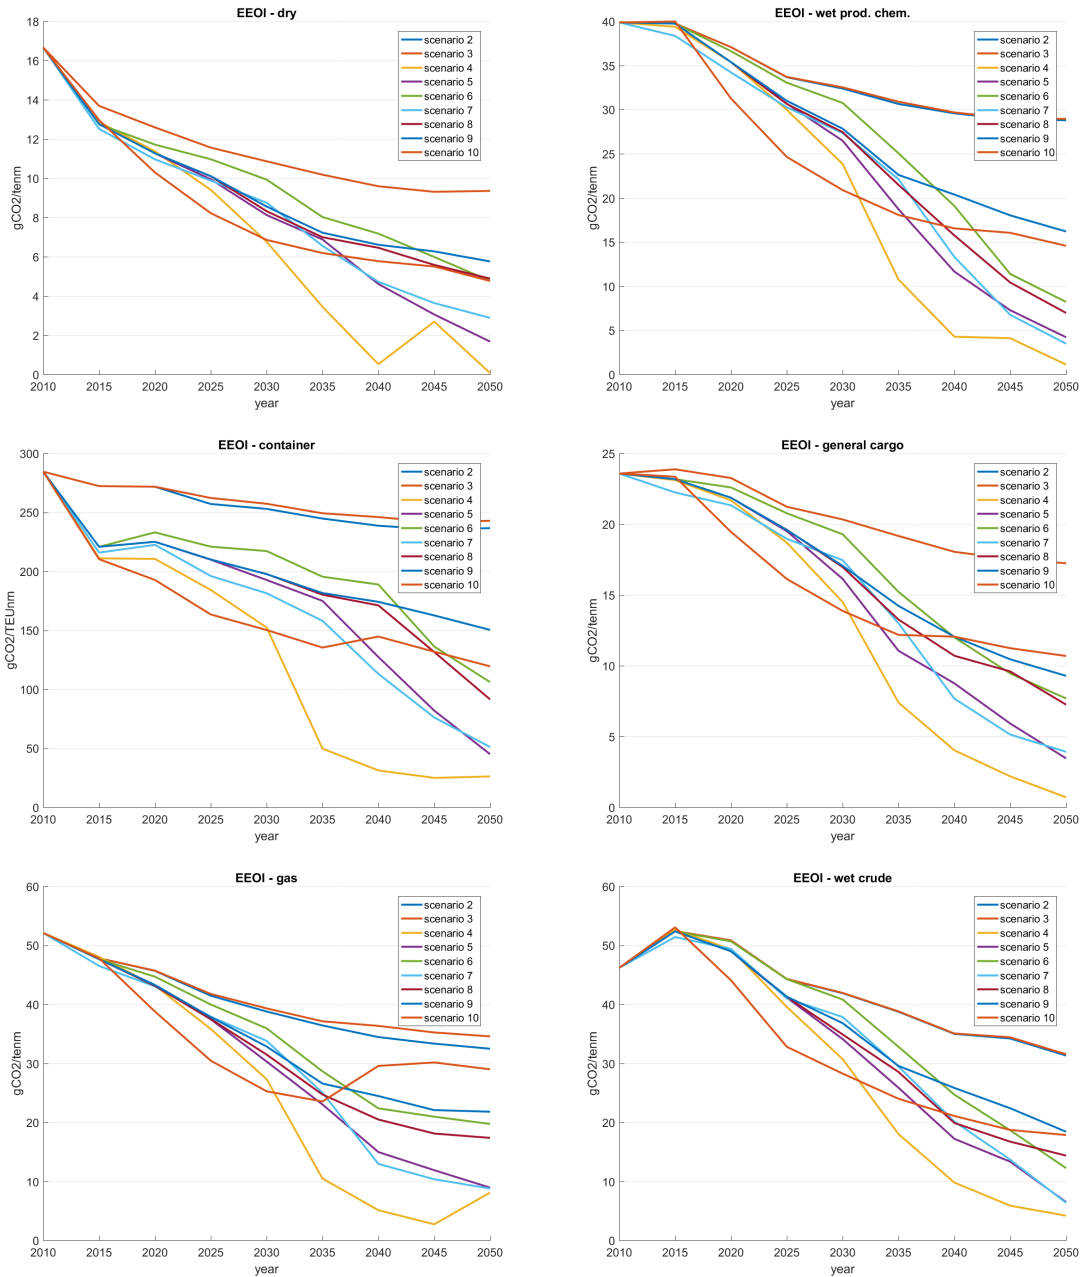 EEOI - dry
gCO2/tenm
18
16
14
12
10
8
6
4
2
0
2010 2015 2020 2025 2030 2035 2040 2045 2050
year
scenario 2
scenario 3
scenario 4
scenario 5
scenario 6
scenario 7
scenario 8
scenario 9
scenario 10
EEOI - wet prod. chem.
gCO2/tenm
40
35
30
25
20
15
10
5
0
2010 2015 2020 2025 2030 2035 2040 2045 2050
year
scenario 2
scenario 3
scenario 4
scenario 5
scenario 6
scenario 7
scenario 8
scenario 9
scenario 10
EEOI - container
gCO2/TEUnm
300
250
200
150
100
50
0
2010 2015 2020 2025 2030 2035 2040 2045 2050
year
scenario 2
scenario 3
scenario 4
scenario 5
scenario 6
scenario 7
scenario 8
scenario 9
scenario 10
EEOI - general cargo
gCO2/tenm
25
20
15
10
5
0
2010 2015 2020 2025 2030 2035 2040 2045 2050
year
scenario 2
scenario 3
scenario 4
scenario 5
scenario 6
scenario 7
scenario 8
scenario 9
scenario 10
EEOI - gas
gCO2/tenm
60
50
40
30
20
10
0
2010 2015 2020 2025 2030 2035 2040 2045 2050
year
scenario 2
scenario 3
scenario 4
scenario 5
scenario 6
scenario 7
scenario 8
scenario 9
scenario 10
EEOI - wet crude
gCO2/tenm
60
50
40
30
20
10
0
2010 2015 2020 2025 2030 2035 2040 2045 2050
year
scenario 2
scenario 3
scenario 4
scenario 5
scenario 6
scenario 7
scenario 8
scenario 9
scenario 10